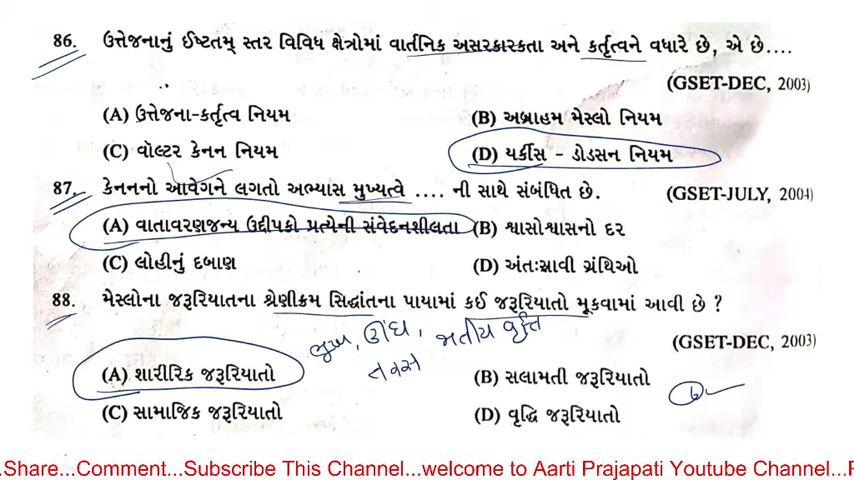 86. ઉત્તેજનાનું ઈષ્ટતમ્ સ્તર વિવિધ ક્ષેત્રોમાં વાર્તનિક અસરકારકતા અને કર્તૃત્વને વધારે છે, એ છે....
(GSET-DEC, 2003)
(A) ઉત્તેજના-કર્તૃત્વ નિયમ (B) અબ્રાહમ મેસ્લો નિયમ
(C) વૉલ્ટર કેનન નિયમ (D) યર્કીસ - ડોડસન નિયમ
87. કેનનનો આવેગને લગતો અભ્યાસ મુખ્યત્વે .... ની સાથે સંબંધિત છે. (GSET-JULY, 2004)
(A) વાતાવરણજન્ય ઉદ્દીપકો પ્રત્યેની સંવેદનશીલતા (B) શ્વાસોશ્વાસનો દર
(C) લોહીનું દબાણ (D) અંતઃસ્રાવી ગ્રંથિઓ
88. મેસ્લોના જરૂરિયાતના શ્રેણીક્રમ સિદ્ધાંતના પાયામાં કઈ જરૂરિયાતો મૂકવામાં આવી છે ?
ભુખ, ઊંઘ, જાતીય વૃત્તિ
(GSET-DEC, 2003)
તરસ
(A) શારીરિક જરૂરિયાતો (B) સલામતી જરૂરિયાતો
(C) સામાજિક જરૂરિયાતો (D) વૃદ્ધિ જરૂરિયાતો
.Share...Comment...Subscribe This Channel...welcome to Aarti Prajapati Youtube Channel...